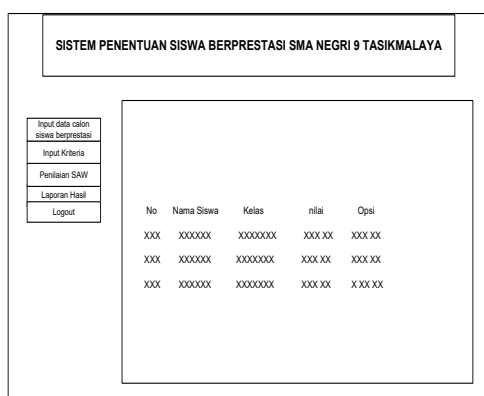 SISTEM PENENTUAN SISWA BERPRESTASI SMA NEGRI 9 TASIKMALAYA
Input data calon
siswa berprestasi
Input Kriteria
Penilaian SAW
Laporan Hasil
Logout
No Nama Siswa Kelas nilai Opsi
XXX XXXXXX XXXXXXX XXX XX XXX XX
XXX XXXXXX XXXXXXX XXX XX XXX XX
XXX XXXXXX XXXXXXX XXX XX X XX XX